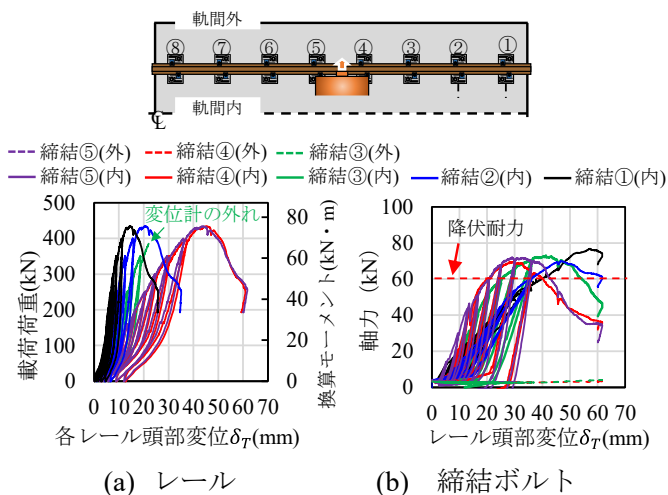 軌間外
⑧ ⑦ ⑥ ⑤ ④ ③ ② ①
軌間内
℄
締結⑤(外) 締結④(外) 締結③(外)
締結⑤(内) 締結④(内) 締結③(内) 締結②(内) 締結①(内)
載荷荷重(kN)
500
400
300
200
100
0
変位計の外れ
80
60
40
20
0
換算モーメント(kN・m)
0 10 20 30 40 50 60 70
各レール頭部変位δT(mm)
(a) レール
軸力(kN)
100
80
60
40
20
0
降伏耐力
0 10 20 30 40 50 60 70
レール頭部変位δT(mm)
(b) 締結ボルト